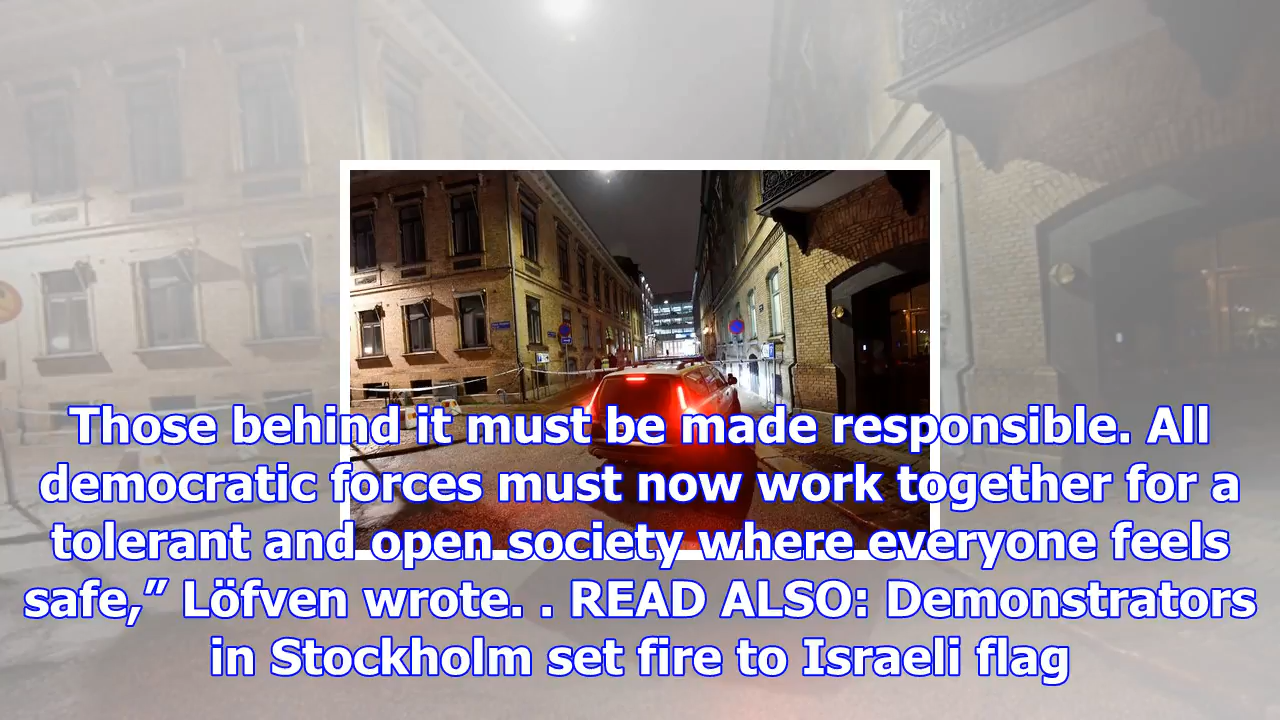 Those behind it must be made responsible. All
democratic forces must now work together for a
tolerant and open society where everyone feels
safe,” Löfven wrote. . READ ALSO: Demonstrators
in Stockholm set fire to Israeli flag